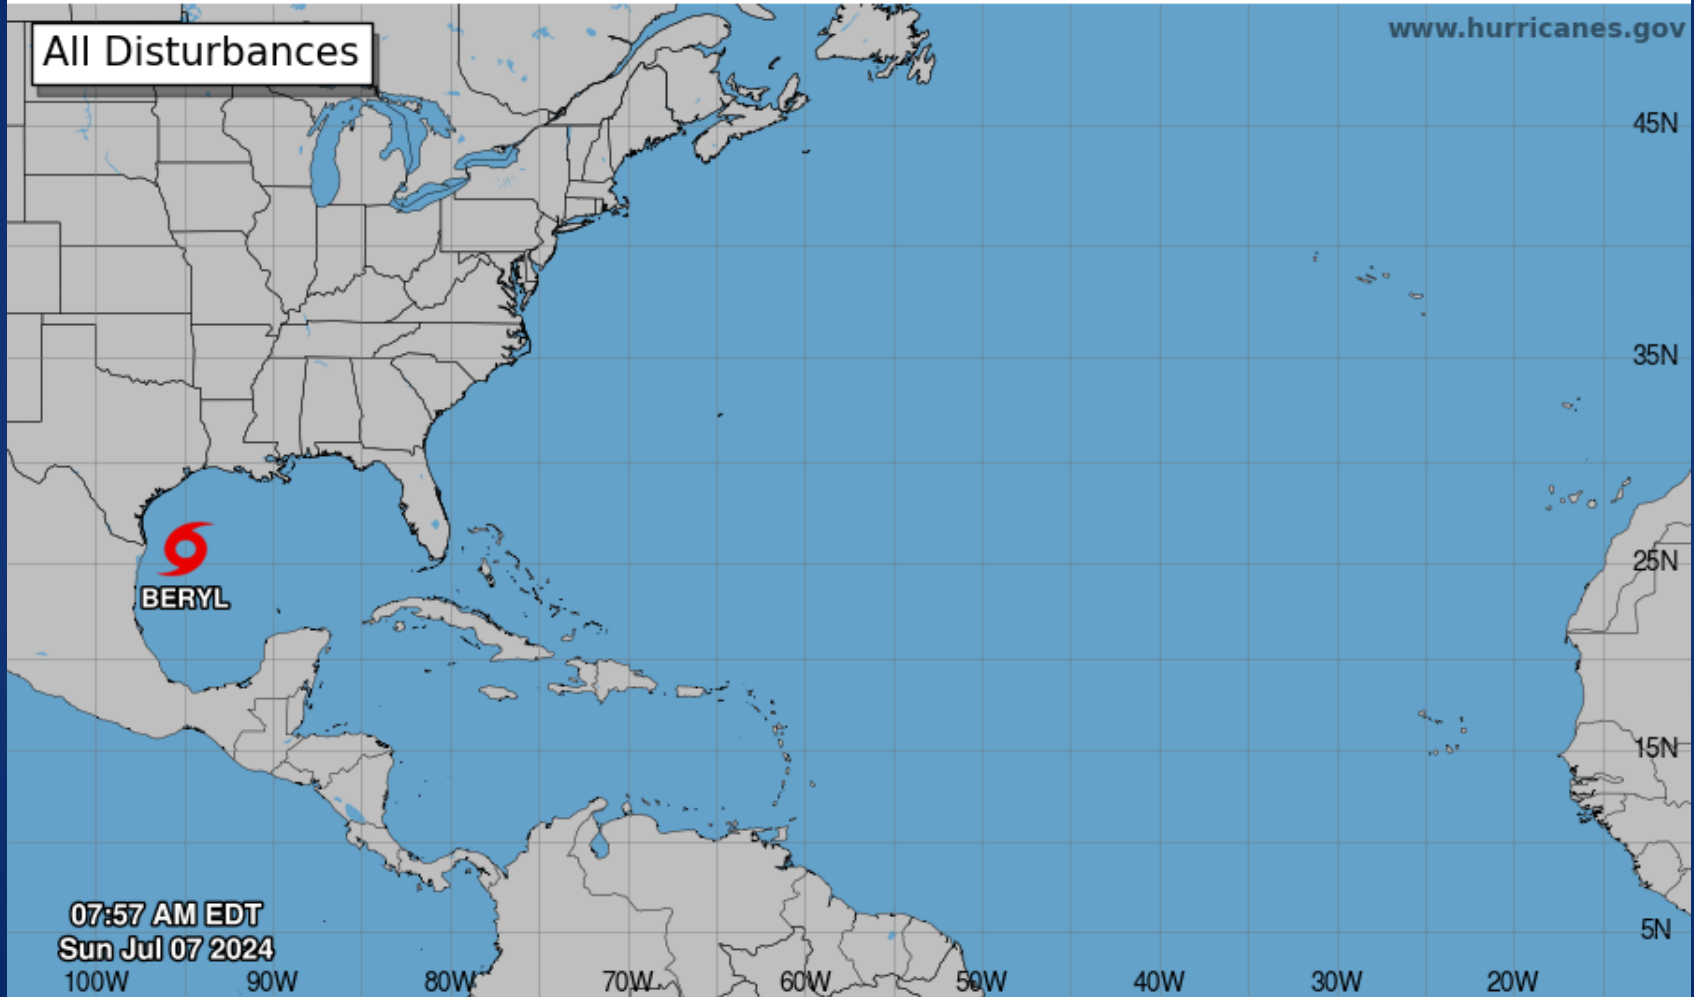 All Disturbances
www.hurricanes.gov
45N
35N
25N
BERYL
15N
07:57 AM EDT
5N
Sun Jul 07 2024
100W 90W 80W 70W 60W 50W 40W 30W 20W